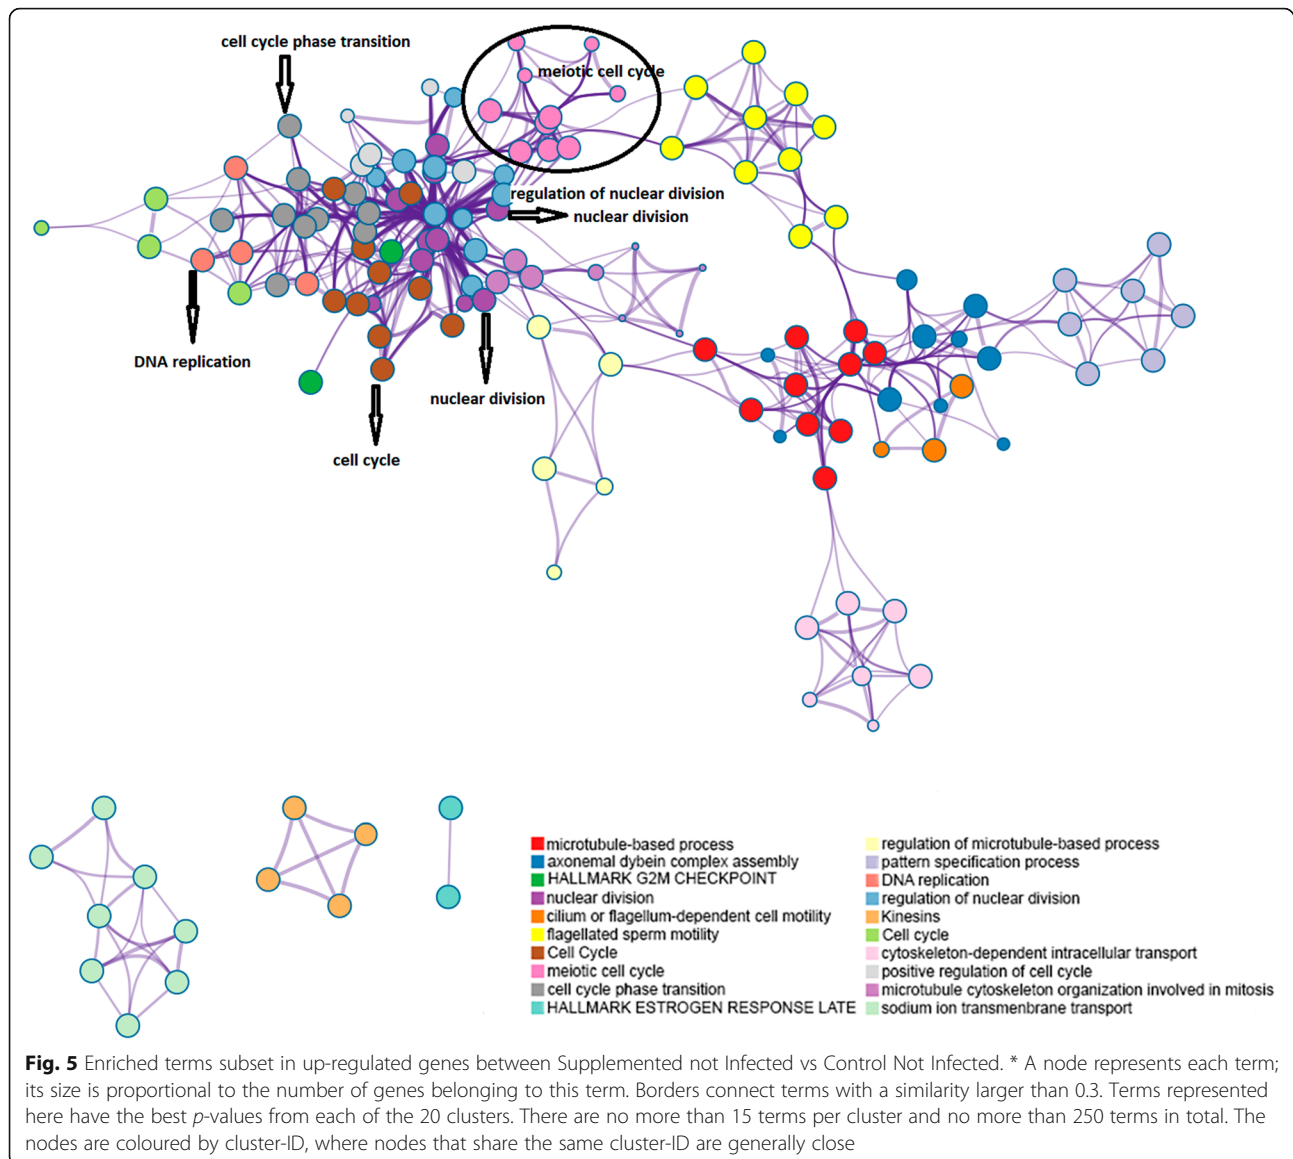 cell cycle phase transition
meiotic cell cycle
regulation of nuclear division
nuclear division
DNA replication
nuclear division
cell cycle
microtubule-based process
axonemal dybein complex assembly
HALLMARK G2M CHECKPOINT
nuclear division
cilium or flagellum-dependent cell motility
flagellated sperm motility
Cell Cycle
meiotic cell cycle
cell cycle phase transition
HALLMARK ESTROGEN RESPONSE LATE
regulation of microtubule-based process
pattern specification process
DNA replication
regulation of nuclear division
Kinesins
Cell cycle
cytoskeleton-dependent intracellular transport
positive regulation of cell cycle
microtubule cytoskeleton organization involved in mitosis
sodium ion transmenbrane transport
Fig. 5 Enriched terms subset in up-regulated genes between Supplemented not Infected vs Control Not Infected. * A node represents each term;
its size is proportional to the number of genes belonging to this term. Borders connect terms with a similarity larger than 0.3. Terms represented
here have the best p-values from each of the 20 clusters. There are no more than 15 terms per cluster and no more than 250 terms in total. The
nodes are coloured by cluster-ID, where nodes that share the same cluster-ID are generally close